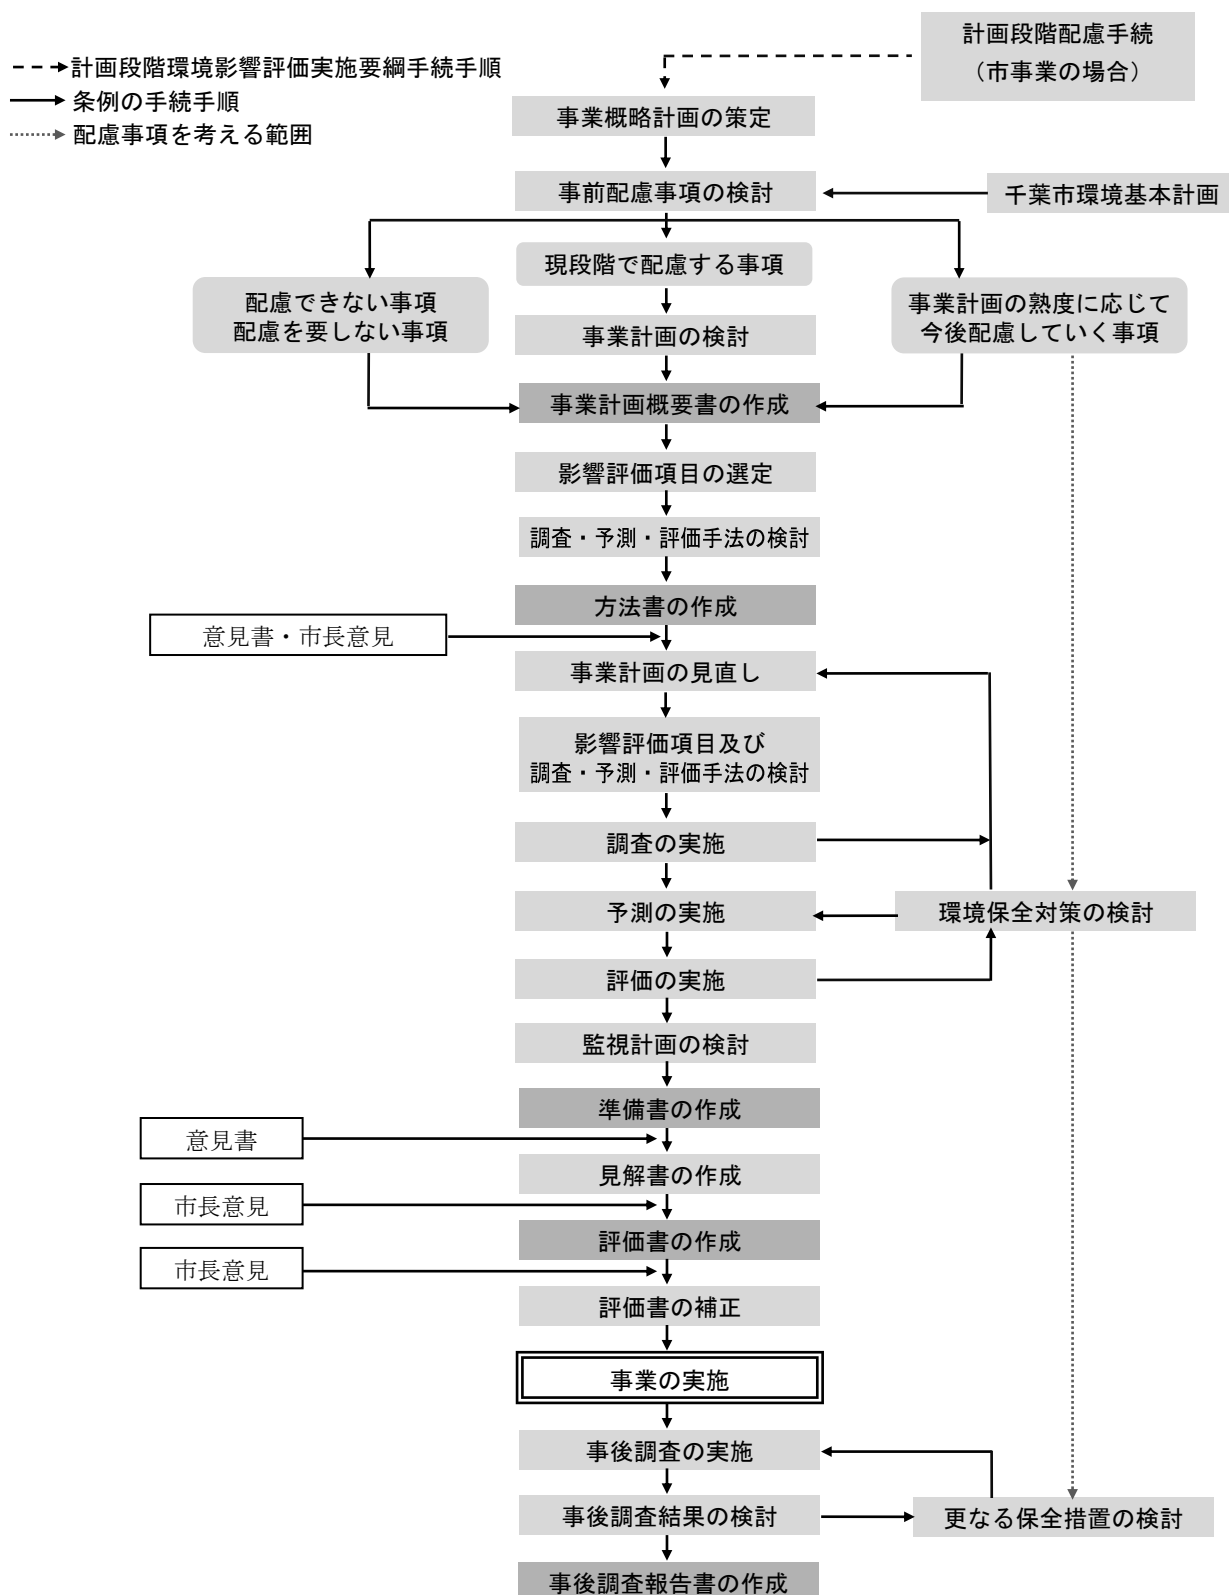 計画段階配慮手続
（市事業の場合）
計画段階環境影響評価実施要綱手続手順
条例の手続手順
配慮事項を考える範囲
事業概略計画の策定
事前配慮事項の検討
千葉市環境基本計画
現段階で配慮する事項
配慮できない事項
配慮を要しない事項
事業計画の熟度に応じて
今後配慮していく事項
事業計画の検討
事業計画概要書の作成
影響評価項目の選定
調査・予測・評価手法の検討
方法書の作成
意見書・市長意見
事業計画の見直し
影響評価項目及び
調査・予測・評価手法の検討
調査の実施
予測の実施
環境保全対策の検討
評価の実施
監視計画の検討
準備書の作成
意見書
見解書の作成
市長意見
評価書の作成
市長意見
評価書の補正
事業の実施
事後調査の実施
事後調査結果の検討
更なる保全措置の検討
事後調査報告書の作成